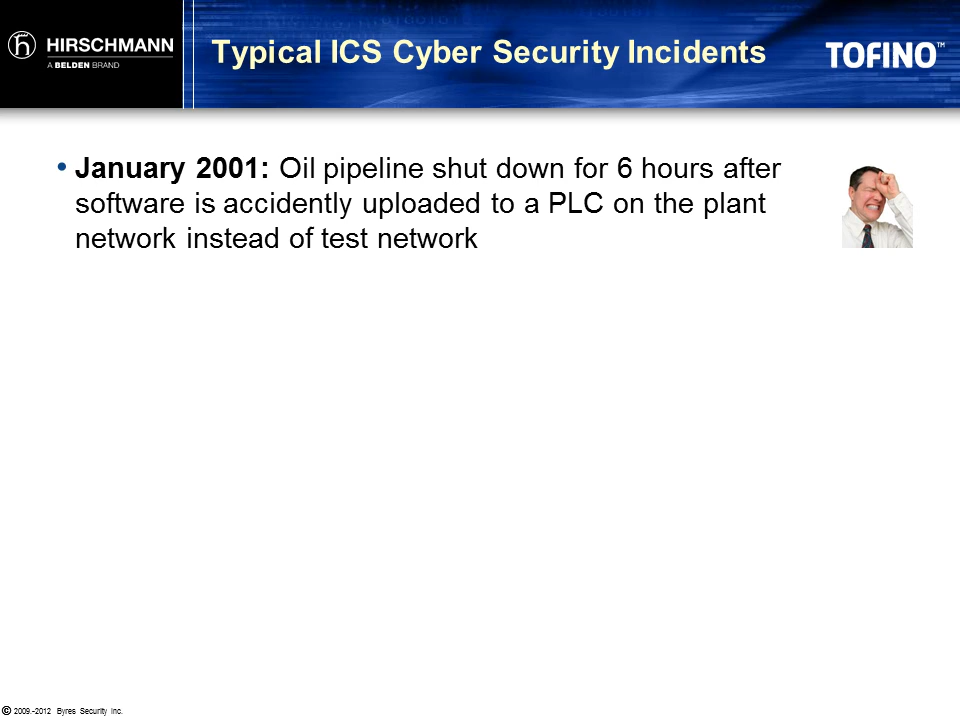 HIRSCHMANN
A BELDEN BRAND
Typical ICS Cyber Security Incidents
TOFINO™
• January 2001: Oil pipeline shut down for 6 hours after
software is accidently uploaded to a PLC on the plant
network instead of test network
© 2009.-2012 Byres Security Inc.